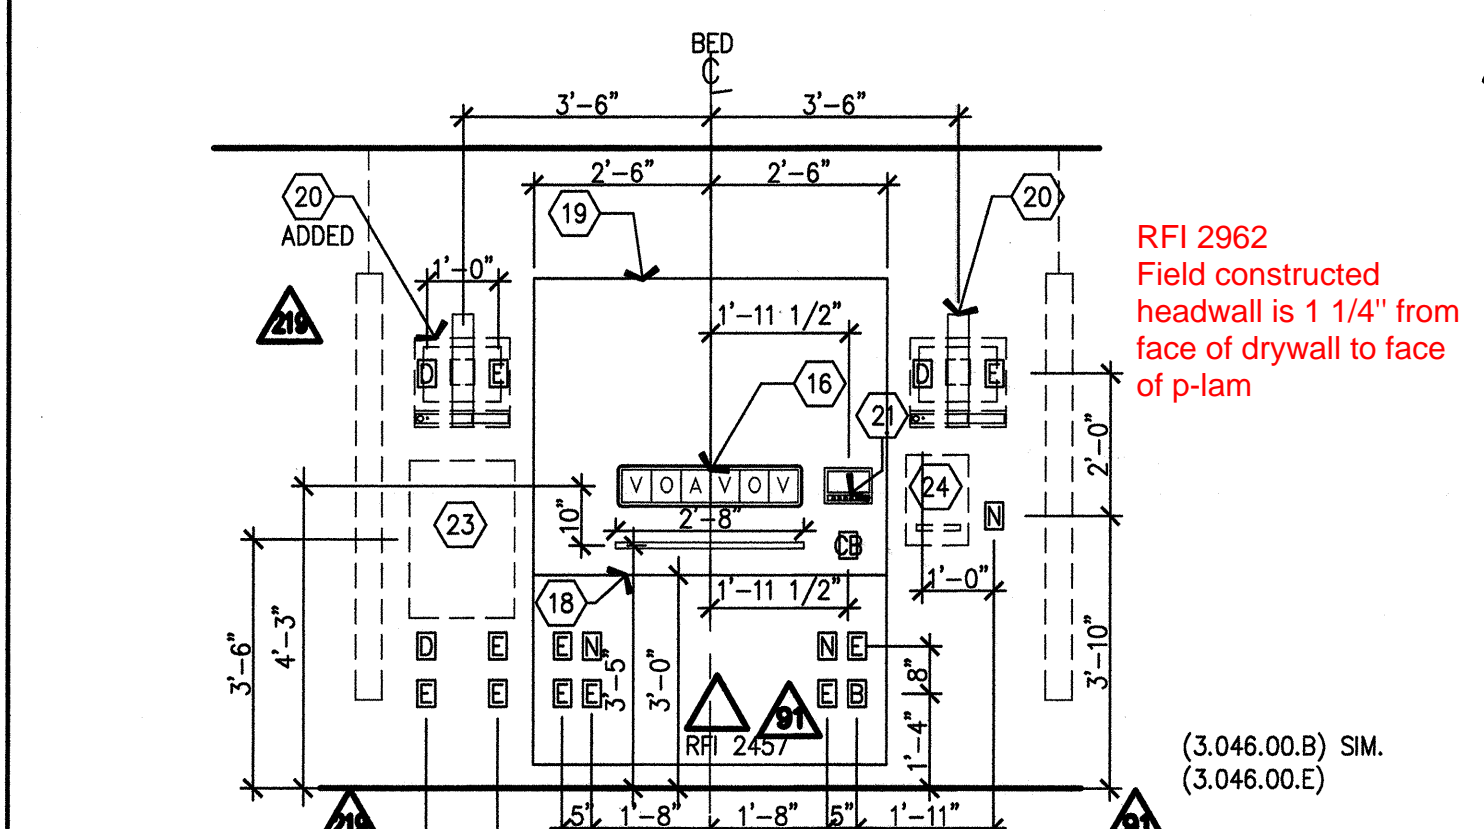 BED
C
3'-6" 3'-6"
2'-6" 2'-6"
20 19 20
ADDED
RFI 2962
Field constructed
headwall is 1 1/4" from
face of drywall to face
of p-lam
1'-0"
219
1'-11 1/2"
D E D E
16
21
2'-0"
V O A V O V
24
23
10"
2'-8"
N
CB
18
1'-11 1/2"
1'-0"
3'-6"
4'-3"
3'-5"
3'-0"
8"
3'-10"
D E E N N E
E E E E E B
91
RFI 2457
1'-4"
(3.046.00.B) SIM.
(3.046.00.E)
219
5" 1'-8" 1'-8" 5" 1'-11"
91